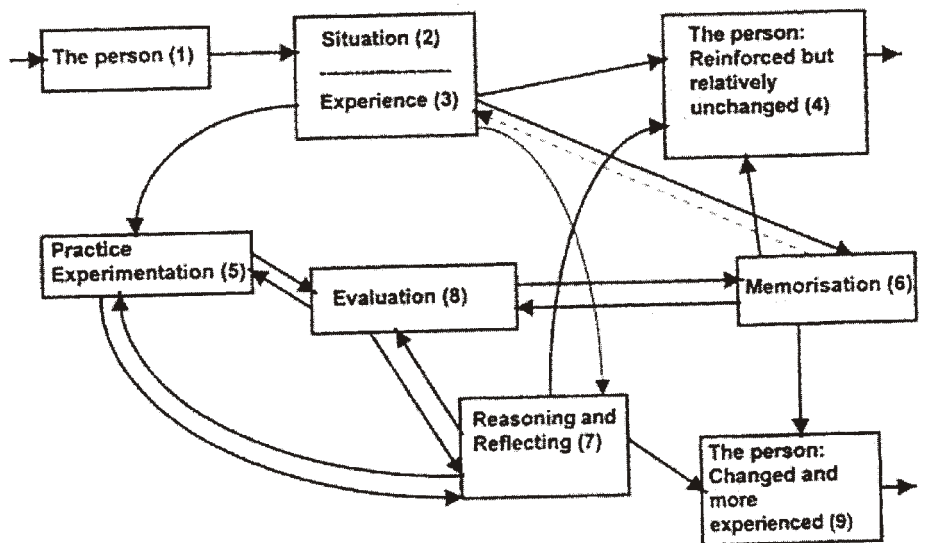 The person (1)
Situation (2)
Experience (3)
The person:
Reinforced but
relatively
unchanged (4)
Practice
Experimentation (5)
Evaluation (8)
Memorisation (6)
Reasoning and
Reflecting (7)
The person:
Changed and
more
experienced (9)